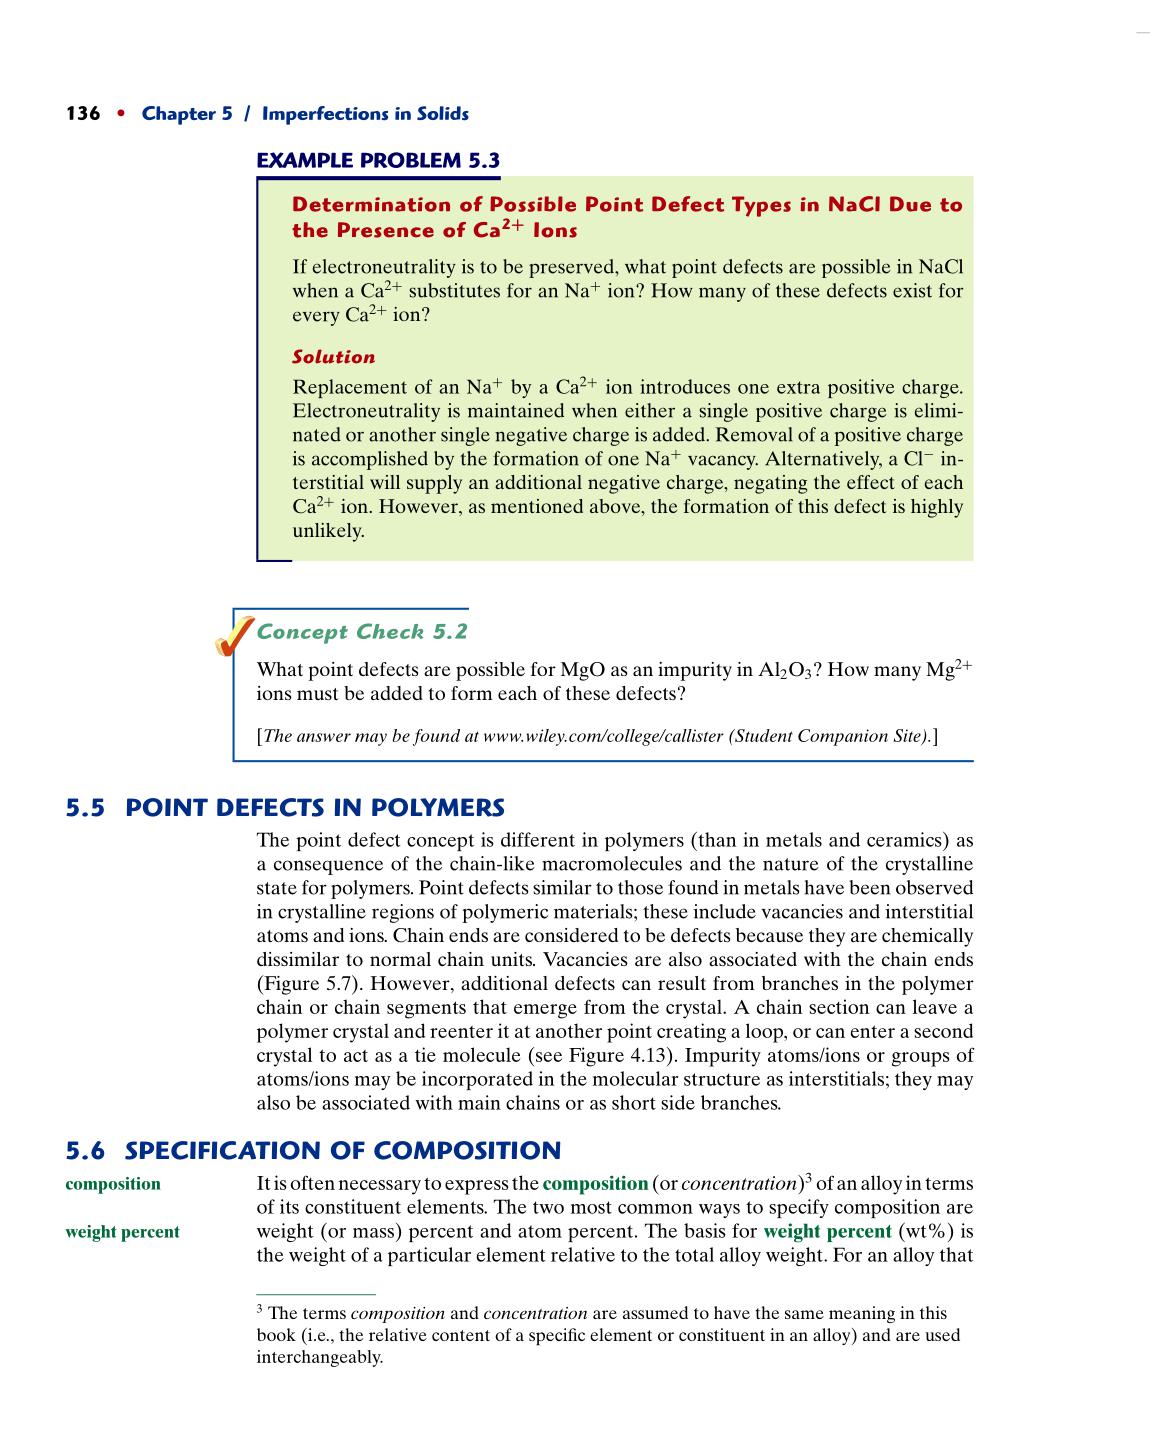 136 • Chapter 5 / Imperfections in Solids
EXAMPLE PROBLEM 5.3
Determination of Possible Point Defect Types in NaCl Due to
the Presence of Ca²⁺ Ions
If electroneutrality is to be preserved, what point defects are possible in NaCl
when a Ca²⁺ substitutes for an Na⁺ ion? How many of these defects exist for
every Ca²⁺ ion?
Solution
Replacement of an Na⁺ by a Ca²⁺ ion introduces one extra positive charge.
Electroneutrality is maintained when either a single positive charge is elimi-
nated or another single negative charge is added. Removal of a positive charge
is accomplished by the formation of one Na⁺ vacancy. Alternatively, a Cl⁻ in-
terstitial will supply an additional negative charge, negating the effect of each
Ca²⁺ ion. However, as mentioned above, the formation of this defect is highly
unlikely.
Concept Check 5.2
What point defects are possible for MgO as an impurity in Al₂O₃? How many Mg²⁺
ions must be added to form each of these defects?
[The answer may be found at www.wiley.com/college/callister (Student Companion Site).]
5.5 POINT DEFECTS IN POLYMERS
The point defect concept is different in polymers (than in metals and ceramics) as
a consequence of the chain-like macromolecules and the nature of the crystalline
state for polymers. Point defects similar to those found in metals have been observed
in crystalline regions of polymeric materials; these include vacancies and interstitial
atoms and ions. Chain ends are considered to be defects because they are chemically
dissimilar to normal chain units. Vacancies are also associated with the chain ends
(Figure 5.7). However, additional defects can result from branches in the polymer
chain or chain segments that emerge from the crystal. A chain section can leave a
polymer crystal and reenter it at another point creating a loop, or can enter a second
crystal to act as a tie molecule (see Figure 4.13). Impurity atoms/ions or groups of
atoms/ions may be incorporated in the molecular structure as interstitials; they may
also be associated with main chains or as short side branches.
5.6 SPECIFICATION OF COMPOSITION
composition
It is often necessary to express the composition (or concentration)³ of an alloy in terms
of its constituent elements. The two most common ways to specify composition are
weight percent
weight (or mass) percent and atom percent. The basis for weight percent (wt%) is
the weight of a particular element relative to the total alloy weight. For an alloy that
³ The terms composition and concentration are assumed to have the same meaning in this
book (i.e., the relative content of a specific element or constituent in an alloy) and are used
interchangeably.